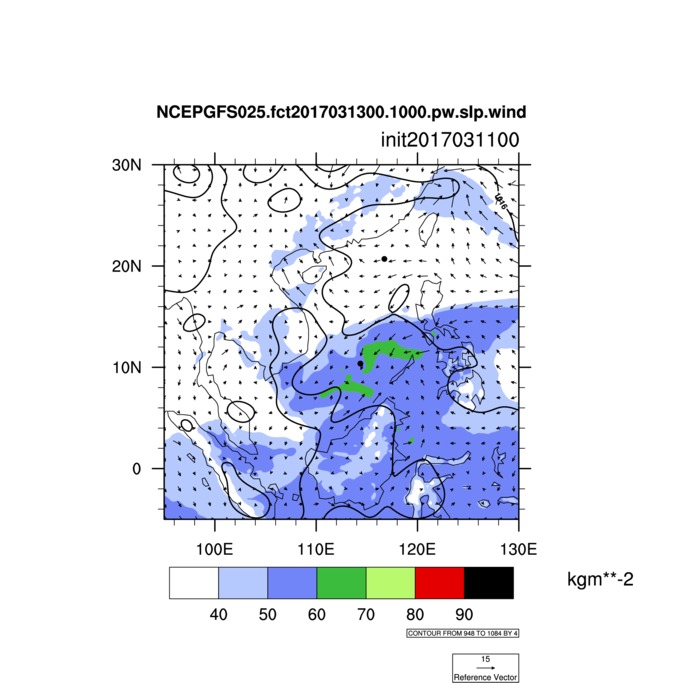 NCEPGFS025.fct2017031300.1000.pw.slp.wind
init2017031100
30N
1016
20N
10N
0
100E 110E 120E 130E
kgm**-2
40 50 60 70 80 90
CONTOUR FROM 948 TO 1084 BY 4
15
Reference Vector